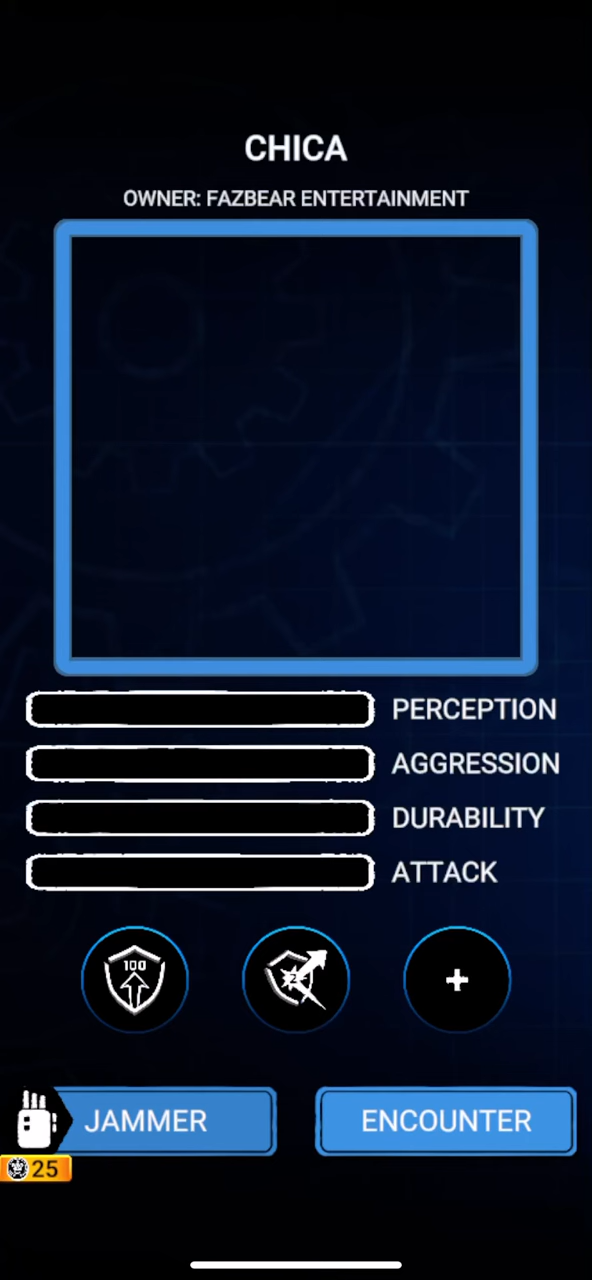 CHICA
OWNER: FAZBEAR ENTERTAINMENT
PERCEPTION
AGGRESSION
DURABILITY
ATTACK
100
JAMMER
ENCOUNTER
25